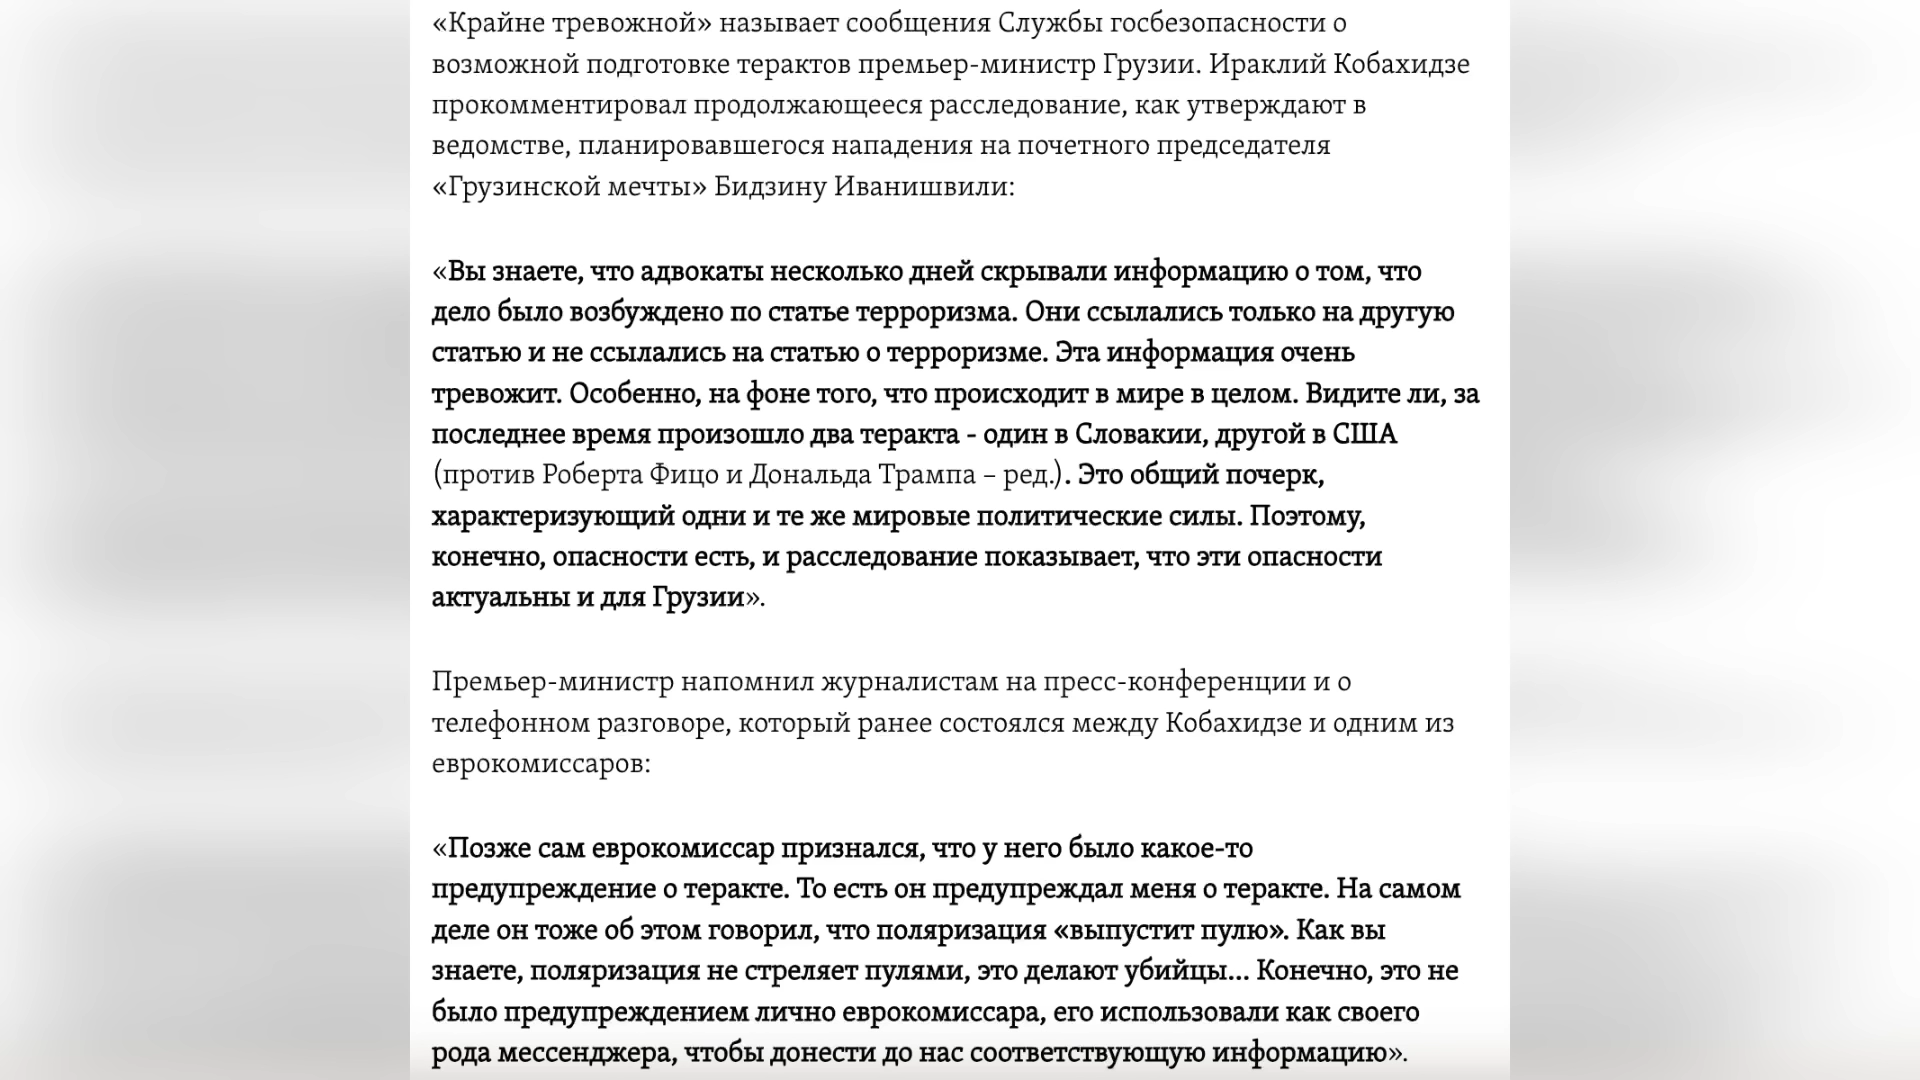 «Крайне тревожной» называет сообщения Службы госбезопасности о
возможной подготовке терактов премьер-министр Грузии. Ираклий Кобахидзе
прокомментировал продолжающееся расследование, как утверждают в
ведомстве, планировавшегося нападения на почетного председателя
«Грузинской мечты» Бидзину Иванишвили:
«Вы знаете, что адвокаты несколько дней скрывали информацию о том, что
дело было возбуждено по статье терроризма. Они ссылались только на другую
статью и не ссылались на статью о терроризме. Эта информация очень
тревожит. Особенно, на фоне того, что происходит в мире в целом. Видите ли, за
последнее время произошло два теракта - один в Словакии, другой в США
(против Роберта Фицо и Дональда Трампа – ред.). Это общий почерк,
характеризующий одни и те же мировые политические силы. Поэтому,
конечно, опасности есть, и расследование показывает, что эти опасности
актуальны и для Грузии».
Премьер-министр напомнил журналистам на пресс-конференции и о
телефонном разговоре, который ранее состоялся между Кобахидзе и одним из
еврокомиссаров:
«Позже сам еврокомиссар признался, что у него было какое-то
предупреждение о теракте. То есть он предупреждал меня о теракте. На самом
деле он тоже об этом говорил, что поляризация «выпустит пулю». Как вы
знаете, поляризация не стреляет пулями, это делают убийцы... Конечно, это не
было предупреждением лично еврокомиссара, его использовали как своего
рода мессенджера, чтобы донести до нас соответствующую информацию».